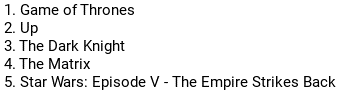 1. Game of Thrones
2. Up
3. The Dark Knight
4. The Matrix
5. Star Wars: Episode V - The Empire Strikes Back